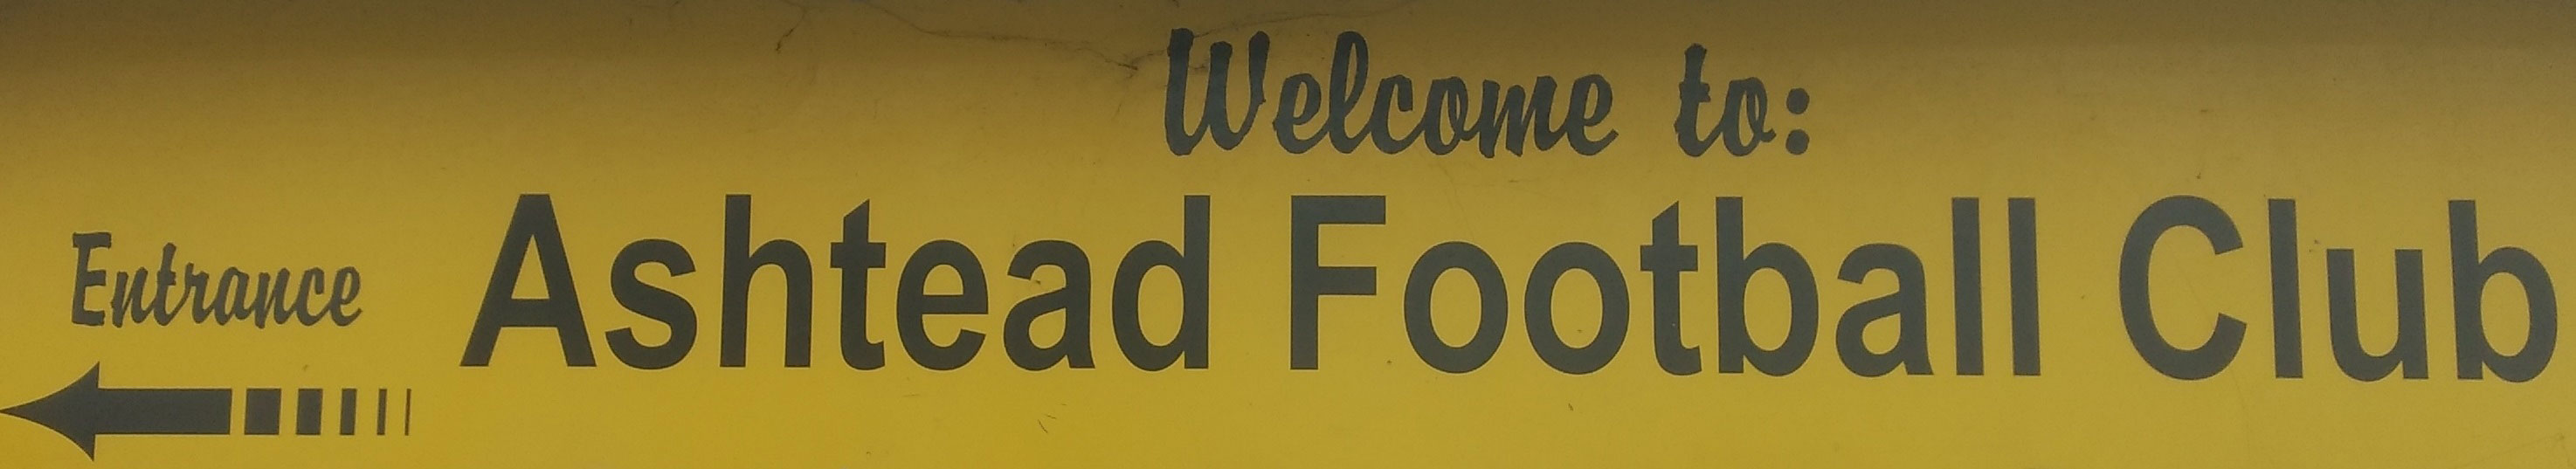 Welcome to:
Ashtead Football Club
Entrance